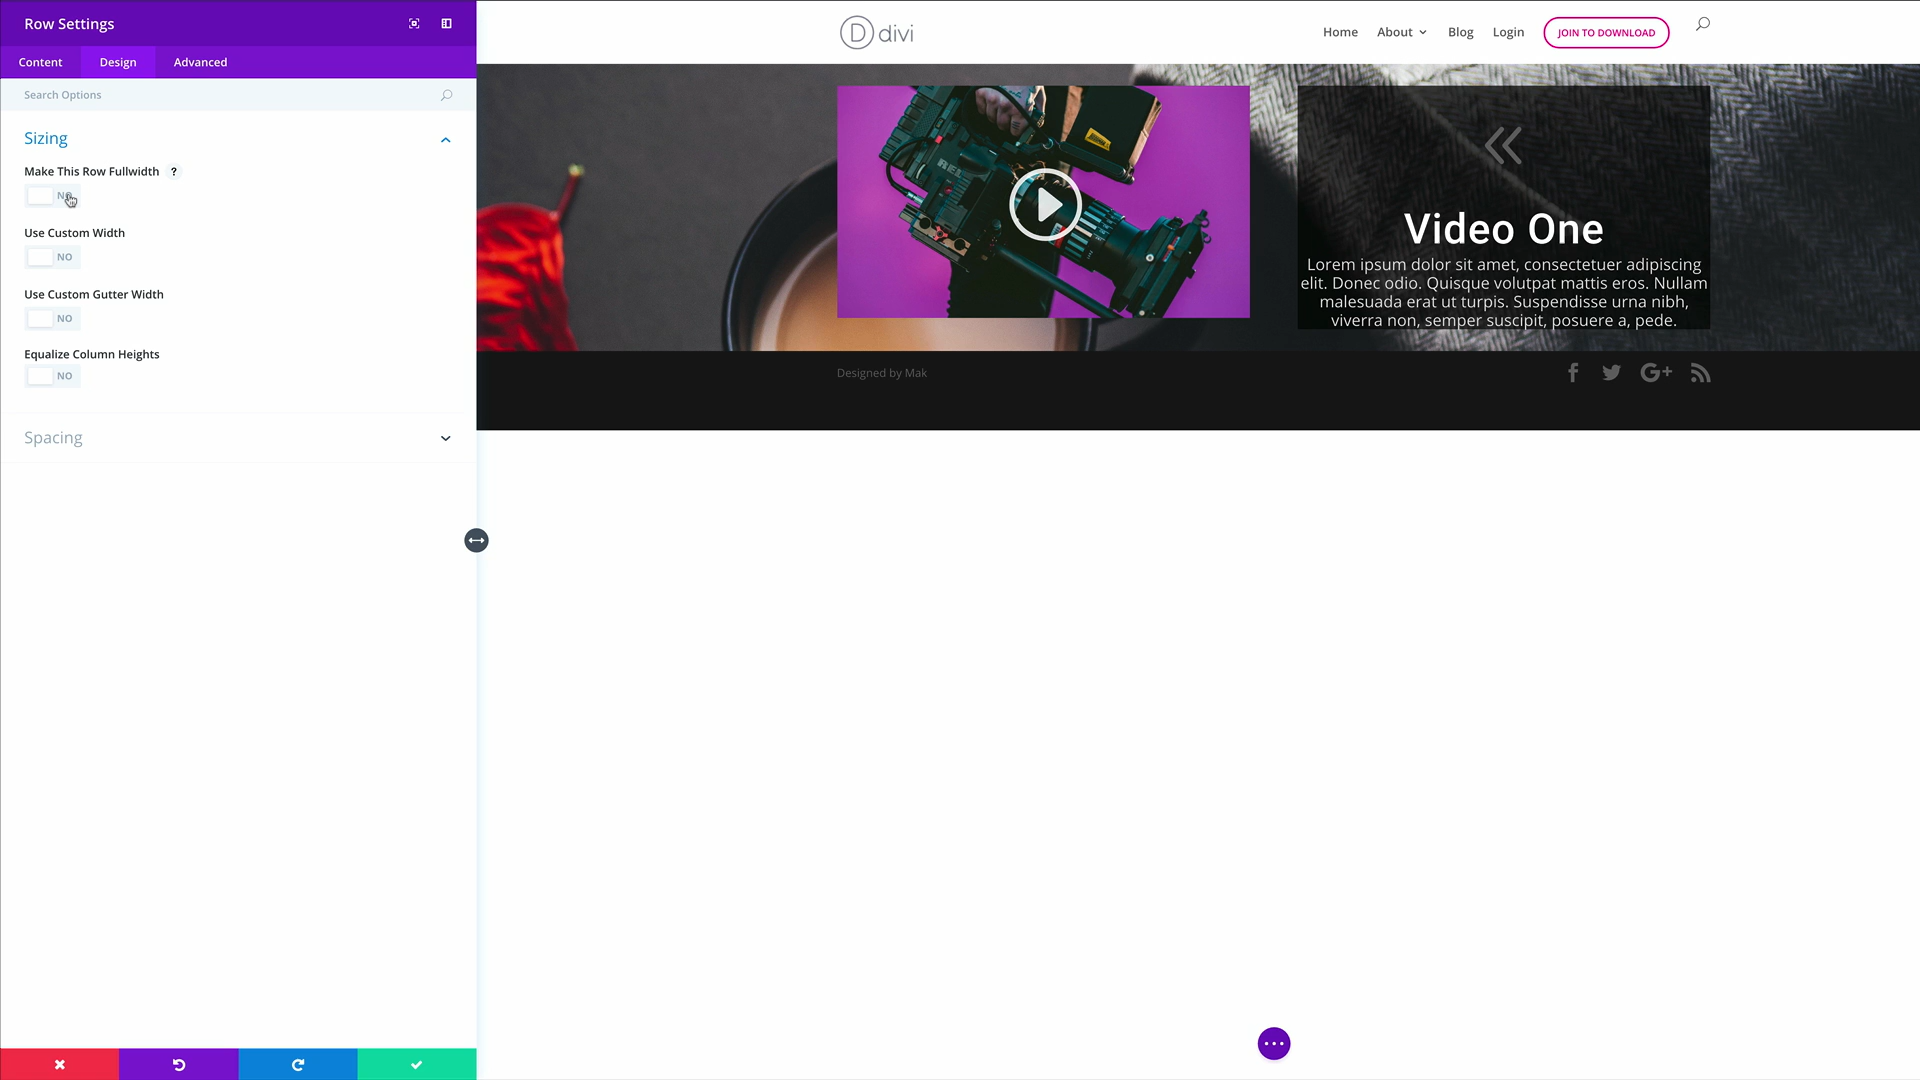 Row Settings
Content
Design
Advanced
Search Options
Sizing
Make This Row Fullwidth ?
NO
Use Custom Width
NO
Use Custom Gutter Width
NO
Equalize Column Heights
NO
Spacing
D divi
Home
About
Blog
Login
JOIN TO DOWNLOAD
RED
Video One
Lorem ipsum dolor sit amet, consectetuer adipiscing
elit. Donec odio. Quisque volutpat mattis eros. Nullam
malesuada erat ut turpis. Suspendisse urna nibh,
viverra non, semper suscipit, posuere a, pede.
Designed by Mak
G+